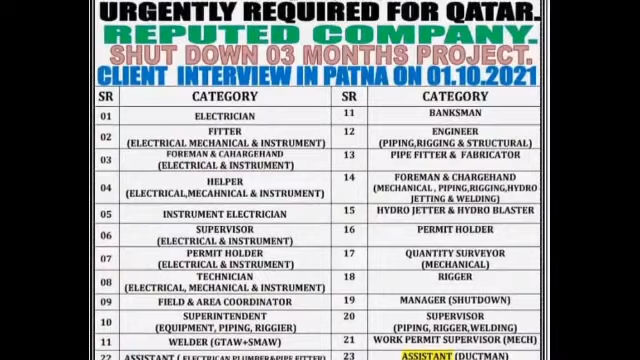 URGENTLY REQUIRED FOR QATAR.
REPUTED COMPANY.
SHUT DOWN 03 MONTHS PROJECT.
CLIENT INTERVIEW IN PATNA ON 01.10.2021
SR CATEGORY SR CATEGORY
01 ELECTRICIAN 11 BANKSMAN
02 FITTER
(ELECTRICAL MECHANICAL & INSTRUMENT) 12 ENGINEER
(PIPING,RIGGING & STRUCTURAL)
03 FOREMAN & CAHARGEHAND
(ELECTRICAL & INSTRUMENT) 13 PIPE FITTER & FABRICATOR
04 HELPER
(ELECTRICAL,MECAHNICAL & INSTRUMENT) 14 FOREMAN & CHARGEHAND
(MECHANICAL , PIPING,RIGGING,HYDRO
JETTING & WELDING)
05 INSTRUMENT ELECTRICIAN 15 HYDRO JETTER & HYDRO BLASTER
06 SUPERVISOR
(ELECTRICAL & INSTRUMENT) 16 PERMIT HOLDER
07 PERMIT HOLDER
(ELECTRICAL & INSTRUMENT) 17 QUANTITY SURVEYOR
(MECHANICAL)
08 TECHNICIAN
(ELECTRICAL, MECHANICAL & INSTRUMENT) 18 RIGGER
09 FIELD & AREA COORDINATOR 19 MANAGER (SHUTDOWN)
10 SUPERINTENDENT
(EQUIPMENT, PIPING, RIGGIER) 20 SUPERVISOR
(PIPING, RIGGER,WELDING)
11 WELDER (GTAW+SMAW) 21 WORK PERMIT SUPERVISOR (MECH)
22 ASSISTANT ( ELECTRICAN PLUMBER&PIPE FITTER) 23 ASSISTANT (DUCTMAN)